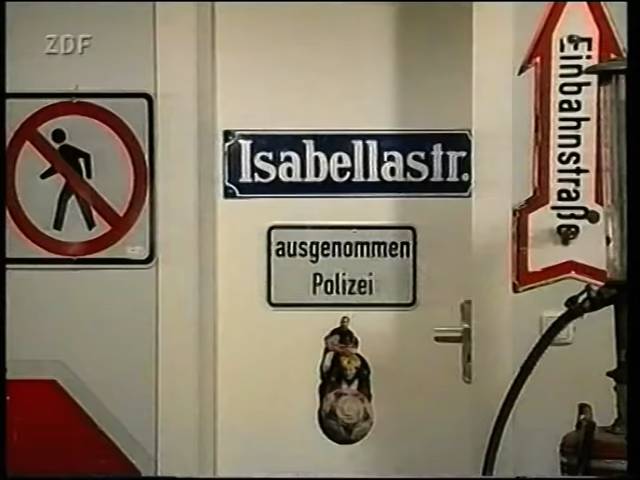 ZDF
Isabellastr.
ausgenommen
Polizei
Einbahnstraße